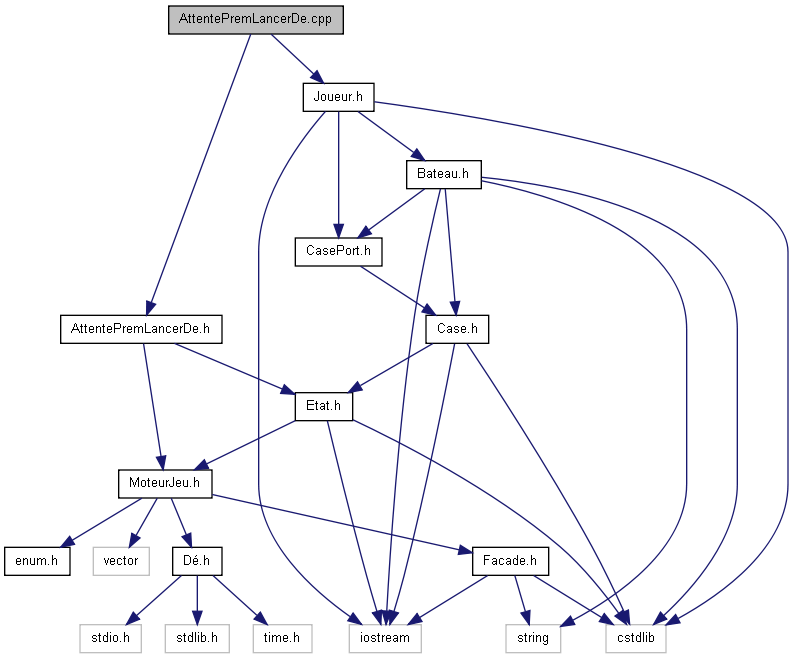 AttentePremLancerDe.cpp
Joueur.h
Bateau.h
CasePort.h
AttentePremLancerDe.h
Case.h
Etat.h
MoteurJeu.h
enum.h
vector
Dé.h
Facade.h
stdio.h
stdlib.h
time.h
iostream
string
cstdlib